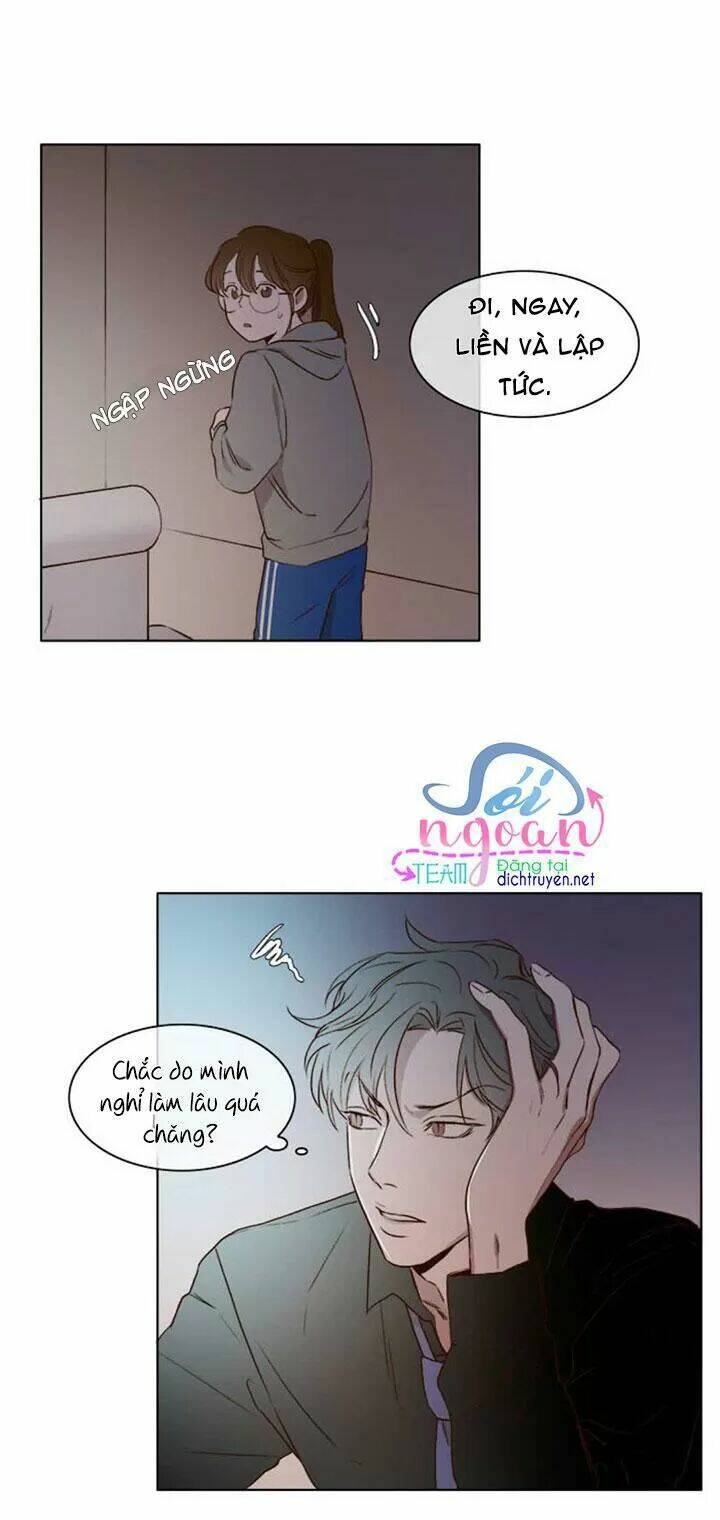 ĐI, NGAY,
LIỀN VÀ LẬP
TỨC.
NGẬP NGỪNG
Sói
ngoan
TEAM
Đăng tại
dichtruyen.net
Chắc do mình
nghỉ làm lâu quá
chăng?